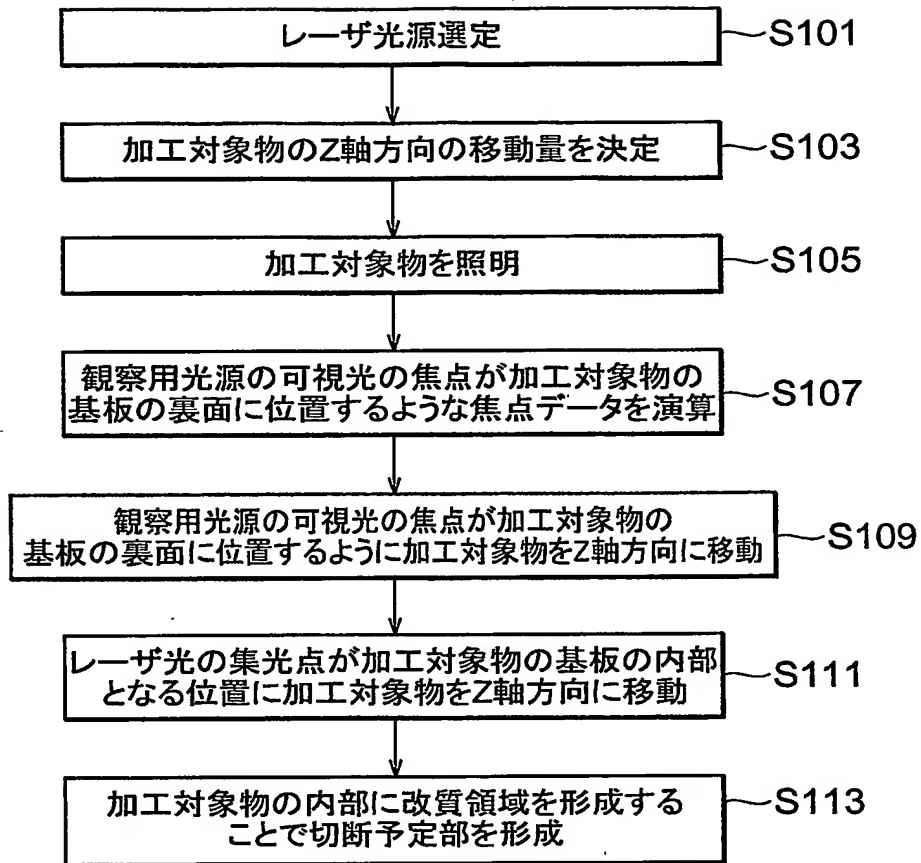 レーザ光源選定
S101
加工対象物のZ軸方向の移動量を決定
S103
加工対象物を照明
S105
観察用光源の可視光の焦点が加工対象物の
基板の裏面に位置するような焦点データを演算
S107
観察用光源の可視光の焦点が加工対象物の
基板の裏面に位置するように加工対象物をZ軸方向に移動
S109
レーザ光の集光点が加工対象物の基板の内部
となる位置に加工対象物をZ軸方向に移動
S111
加工対象物の内部に改質領域を形成する
ことで切断予定部を形成
S113